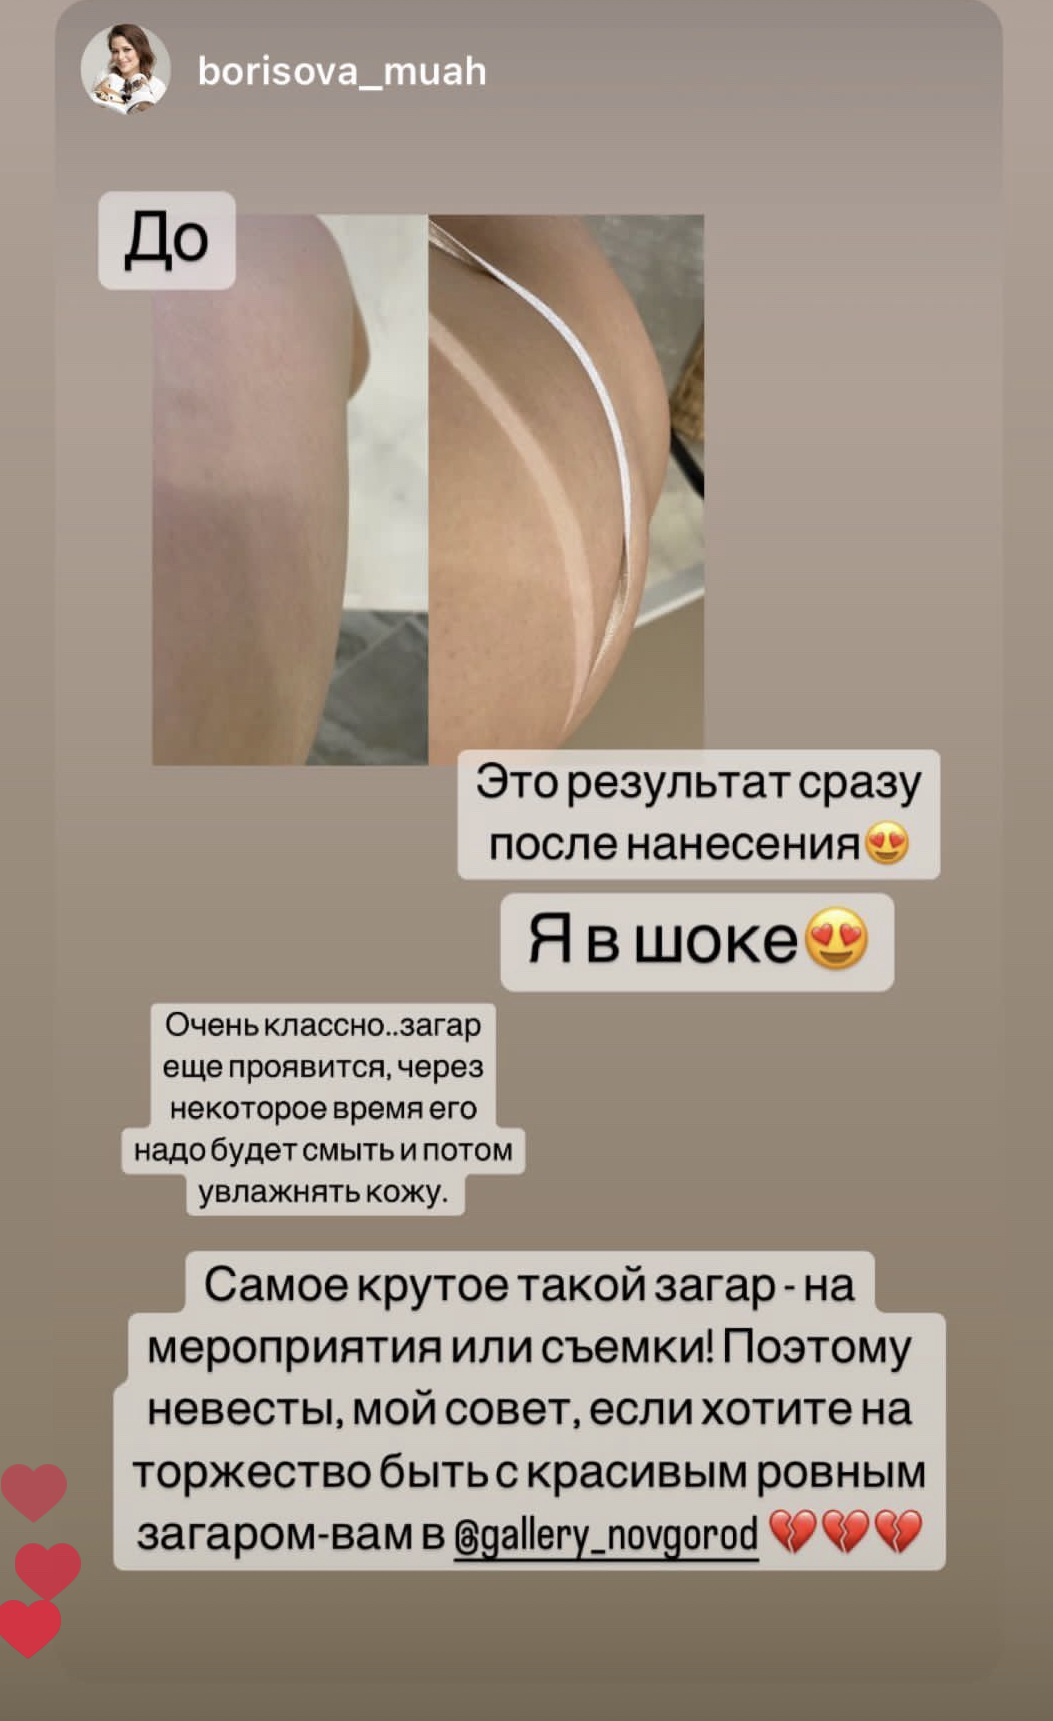 borisova_muah
До
Это результат сразу
после нанесения😍
Я в шоке😍
Очень классно..загар
еще проявится, через
некоторое время его
надо будет смыть и потом
увлажнять кожу.
Самое крутое такой загар - на
мероприятия или съемки! Поэтому
невесты, мой совет, если хотите на
торжество быть с красивым ровным
загаром-вам в @gallery_novgorod 💔💔💔